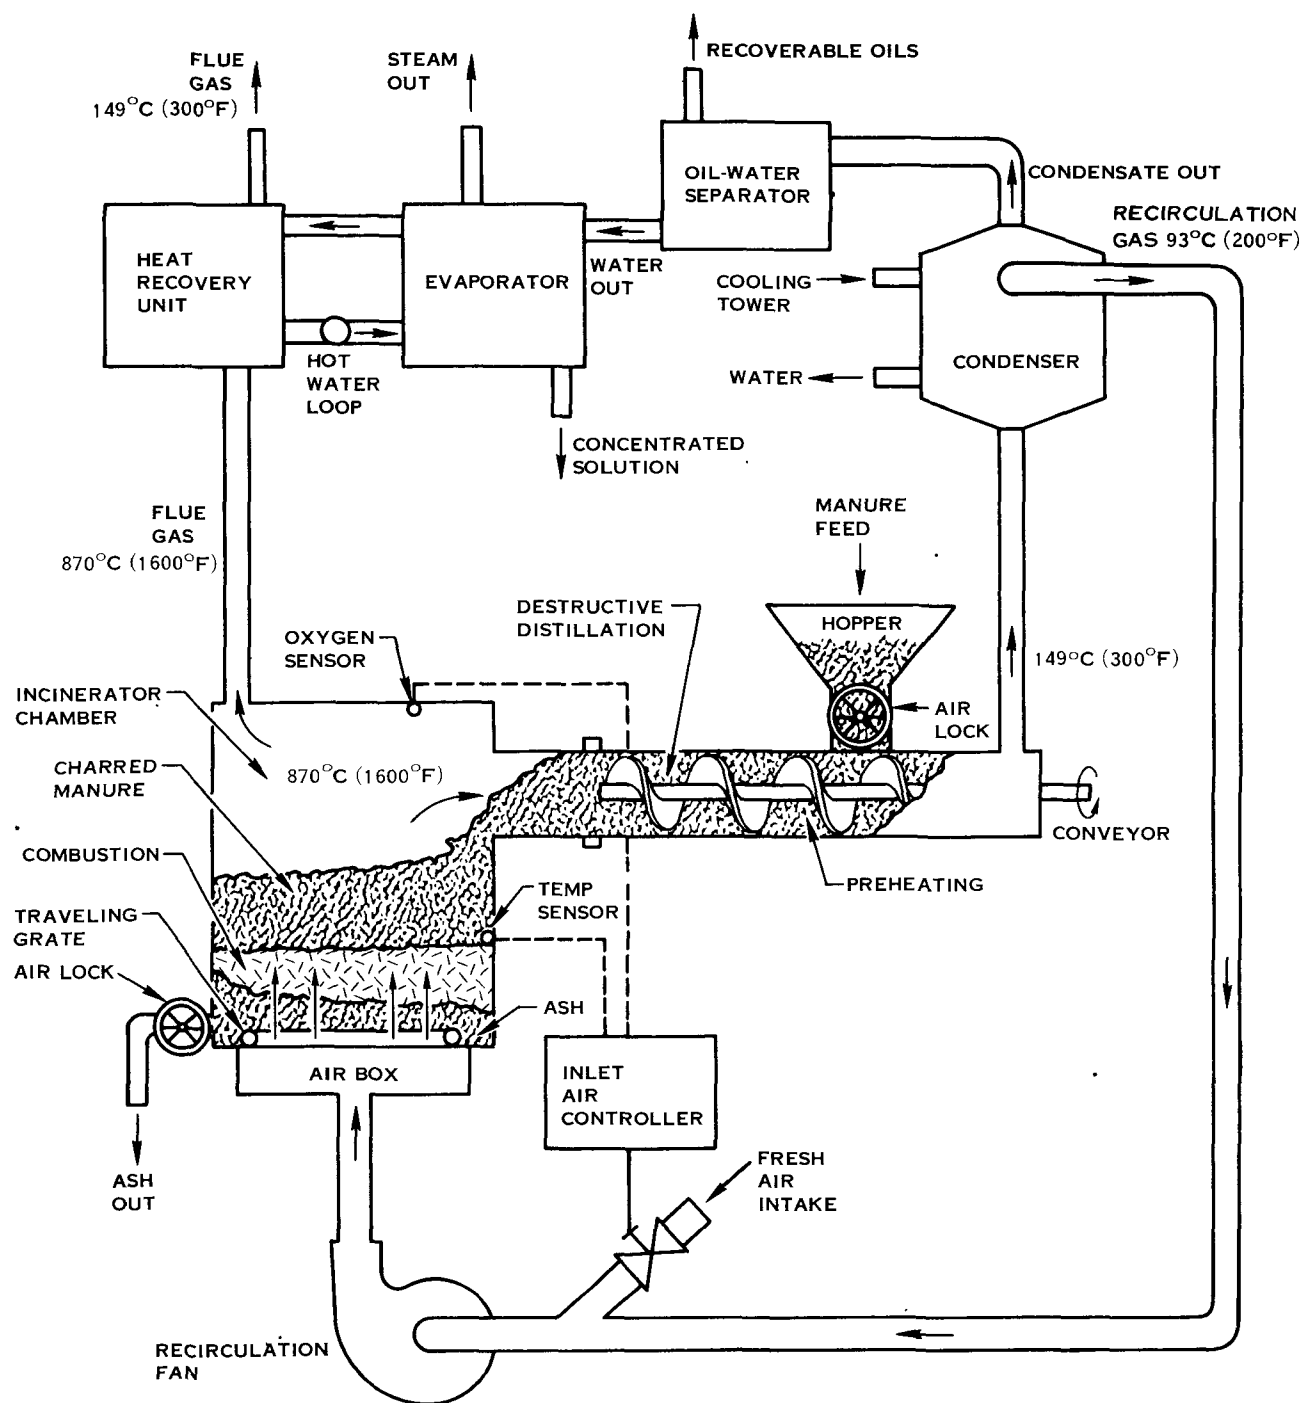 FLUE
GAS
149°C (300°F)
STEAM
OUT
RECOVERABLE OILS
OIL-WATER
SEPARATOR
CONDENSATE OUT
RECIRCULATION
GAS 93°C (200°F)
HEAT
RECOVERY
UNIT
EVAPORATOR
WATER
OUT
COOLING
TOWER
CONDENSER
WATER
HOT
WATER
LOOP
CONCENTRATED
SOLUTION
FLUE
GAS
870°C (1600°F)
MANURE
FEED
DESTRUCTIVE
DISTILLATION
HOPPER
OXYGEN
SENSOR
149°C (300°F)
INCINERATOR
CHAMBER
AIR
LOCK
870°C (1600°F)
CHARRED
MANURE
CONVEYOR
COMBUSTION
PREHEATING
TEMP
SENSOR
TRAVELING
GRATE
AIR LOCK
ASH
AIR BOX
INLET
AIR
CONTROLLER
ASH
OUT
FRESH
AIR
INTAKE
RECIRCULATION
FAN